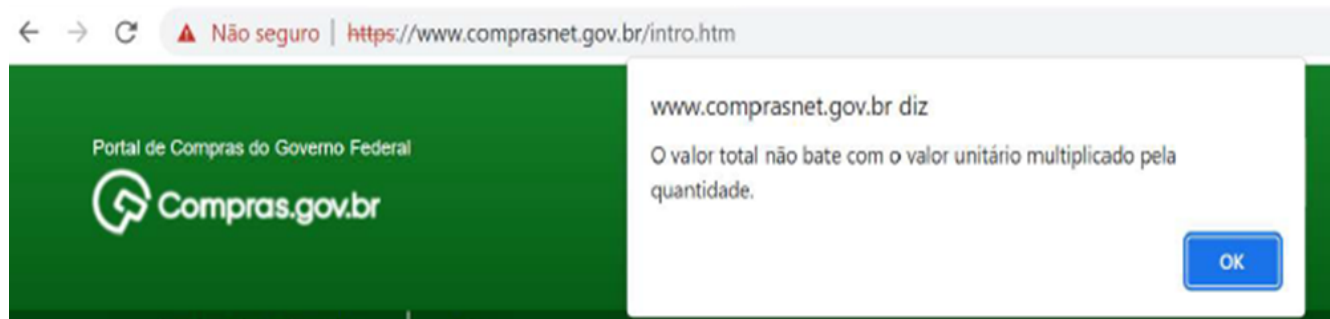 Não seguro | https://www.comprasnet.gov.br/intro.htm
www.comprasnet.gov.br diz
O valor total não bate com o valor unitário multiplicado pela
quantidade.
OK
Portal de Compras do Governo Federal
Compras.gov.br